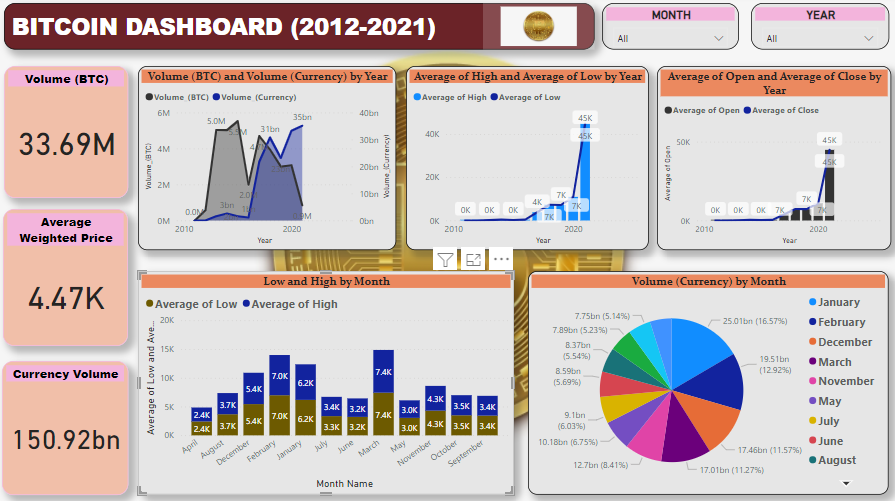 BITCOIN DASHBOARD (2012-2021)
MONTH
All
YEAR
All
Volume (BTC)
33.69M
Average
Weighted Price
4.47K
Currency Volume
150.92bn
Volume (BTC) and Volume (Currency) by Year
Volume_(BTC) Volume_(Currency)
Volume_(BTC)
6M
4M
2M
0M
40bn
30bn
20bn
10bn
0bn
Volume_(Currency)
5.0M
31bn
35bn
3bn
2010
2020
Year
Average of High and Average of Low by Year
Average of High Average of Low
40K
20K
0K
0K
0K
0K
4K
7K
7K
7K
45K
45K
2010
2020
Year
Average of Open and Average of Close by
Year
Average of Open Average of Close
Average of Open
50K
0K
0K
0K
0K
7K
7K
7K
45K
45K
2010
2020
Year
Low and High by Month
Average of Low Average of High
Average of Low and Ave...
20K
15K
10K
5K
0K
2.4K
3.7K
5.4K
7.0K
6.2K
3.4K
3.2K
7.4K
3.0K
4.3K
3.5K
3.4K
2.4K
3.7K
5.4K
7.0K
6.2K
3.3K
3.2K
7.4K
3.0K
4.3K
3.5K
3.4K
April
August
December
February
January
July
June
March
May
November
October
September
Month Name
Volume (Currency) by Month
25.01bn (16.57%)
19.51bn
(12.92%)
17.46bn (11.57%)
17.01bn (11.27%)
12.7bn (8.41%)
10.18bn (6.75%)
9.1bn
(6.03%)
8.59bn
(5.69%)
8.37bn
(5.54%)
7.89bn (5.23%)
7.75bn (5.14%)
January
February
December
March
November
May
July
June
August